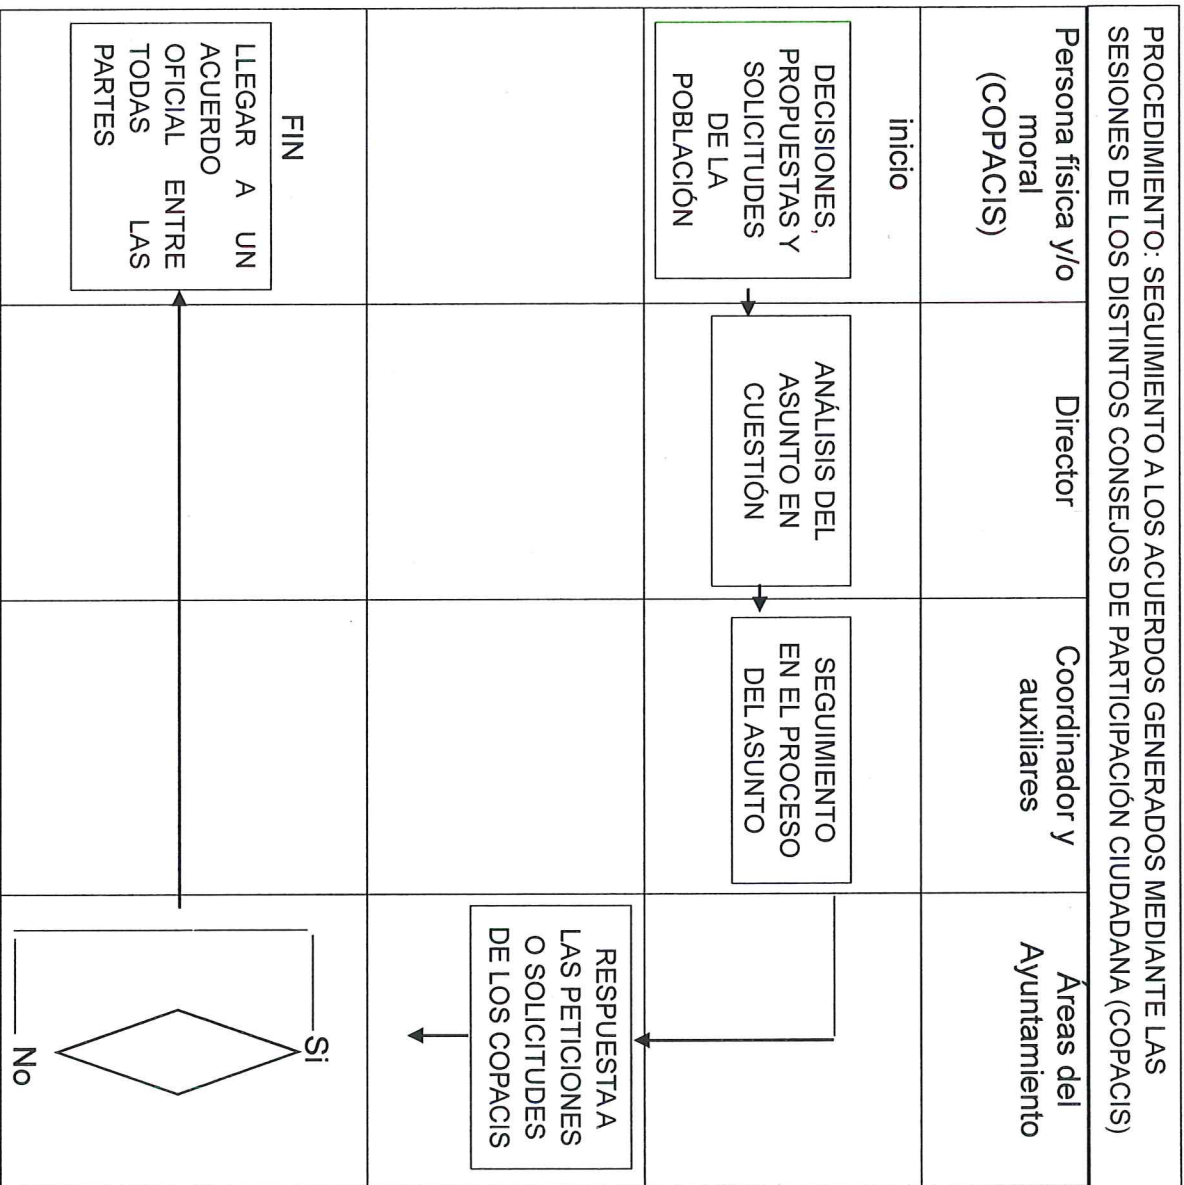 PROCEDIMIENTO: SEGUIMIENTO A LOS ACUERDOS GENERADOS MEDIANTE LAS
SESIONES DE LOS DISTINTOS CONSEJOS DE PARTICIPACIÓN CIUDADANA (COPACIS)
Persona física y/o
moral
(COPACIS)
Director
Coordinador y
auxiliares
Áreas del
Ayuntamiento
inicio
DECISIONES,
PROPUESTAS Y
SOLICITUDES
DE LA
POBLACIÓN
ANÁLISIS DEL
ASUNTO EN
CUESTIÓN
SEGUIMIENTO
EN EL PROCESO
DEL ASUNTO
RESPUESTA A
LAS PETICIONES
O SOLICITUDES
DE LOS COPACIS
FIN
LLEGAR A UN
ACUERDO
OFICIAL ENTRE
TODAS LAS
PARTES
Si
No